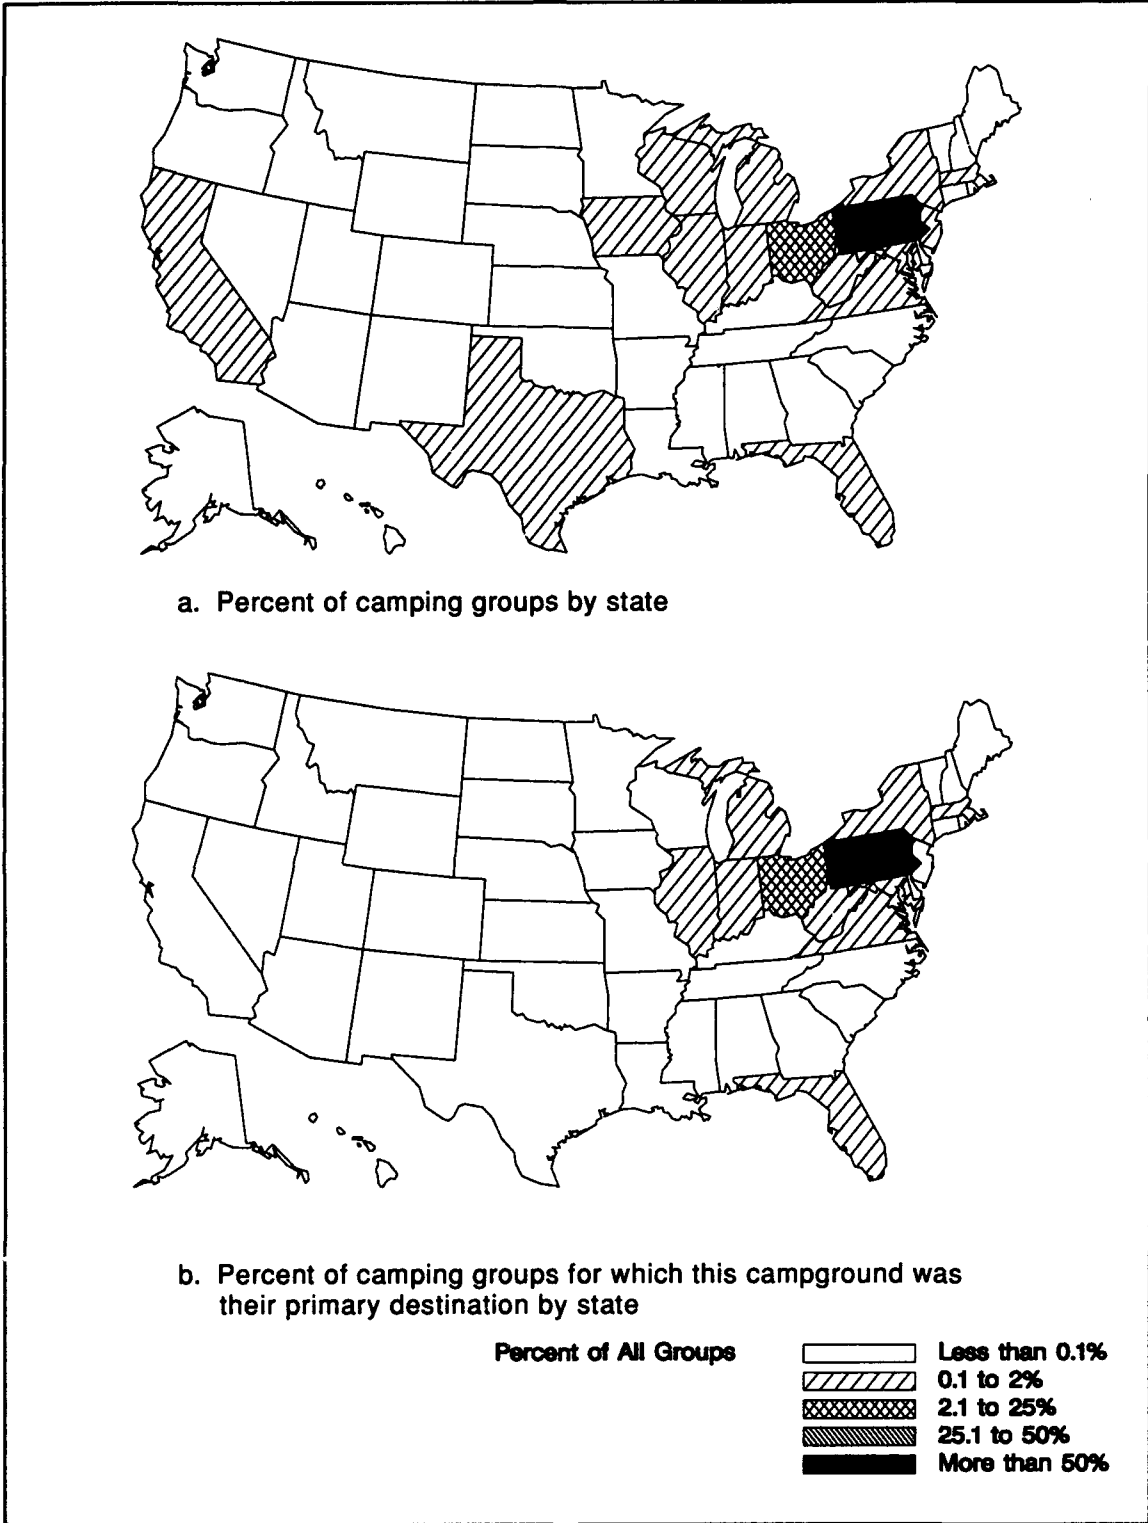 a. Percent of camping groups by state
b. Percent of camping groups for which this campground was
their primary destination by state
Percent of All Groups
Less than 0.1%
0.1 to 2%
2.1 to 25%
25.1 to 50%
More than 50%